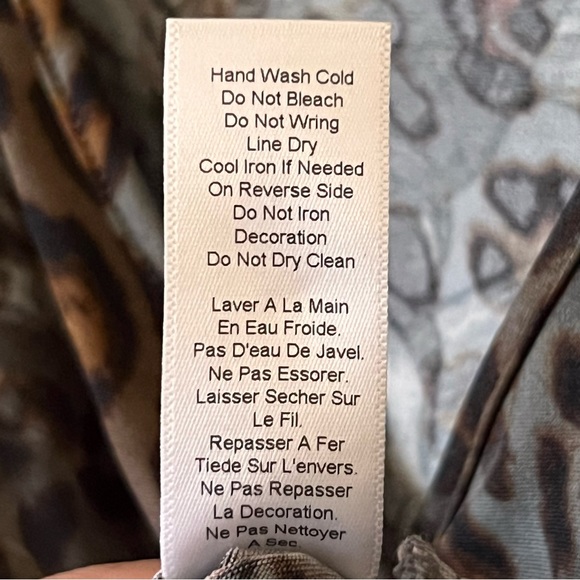 Hand Wash Cold
Do Not Bleach
Do Not Wring
Line Dry
Cool Iron If Needed
On Reverse Side
Do Not Iron
Decoration
Do Not Dry Clean
Laver A La Main
En Eau Froide.
Pas D'eau De Javel.
Ne Pas Essorer.
Laisser Secher Sur
Le Fil.
Repasser A Fer
Tiede Sur L'envers.
Ne Pas Repasser
La Decoration.
Ne Pas Nettoyer
A Sec